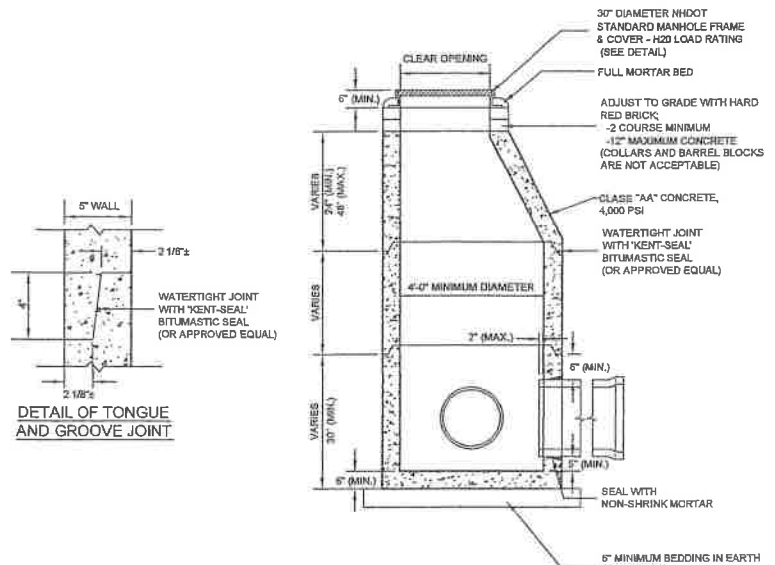 30" DIAMETER NHDOT
STANDARD MANHOLE FRAME
& COVER - H20 LOAD RATING
(SEE DETAIL)
CLEAR OPENING
FULL MORTAR BED
6" (MIN.)
ADJUST TO GRADE WITH HARD
RED BRICK;
-2 COURSE MINIMUM
-12" MAXIMUM CONCRETE
(COLLARS AND BARREL BLOCKS
ARE NOT ACCEPTABLE)
VARIES
24" (MIN.)
48" (MAX.)
CLASS "AA" CONCRETE,
4,000 PSI
5" WALL
2 1/8"±
WATERTIGHT JOINT
WITH 'KENT-SEAL'
BITUMASTIC SEAL
(OR APPROVED EQUAL)
4"
WATERTIGHT JOINT
WITH 'KENT-SEAL'
BITUMASTIC SEAL
(OR APPROVED EQUAL)
VARIES
4'-0" MINIMUM DIAMETER
2" (MAX.)
6" (MIN.)
2 1/8"±
DETAIL OF TONGUE
AND GROOVE JOINT
VARIES
30" (MIN.)
6" (MIN.)
5" (MIN.)
SEAL WITH
NON-SHRINK MORTAR
6" MINIMUM BEDDING IN EARTH